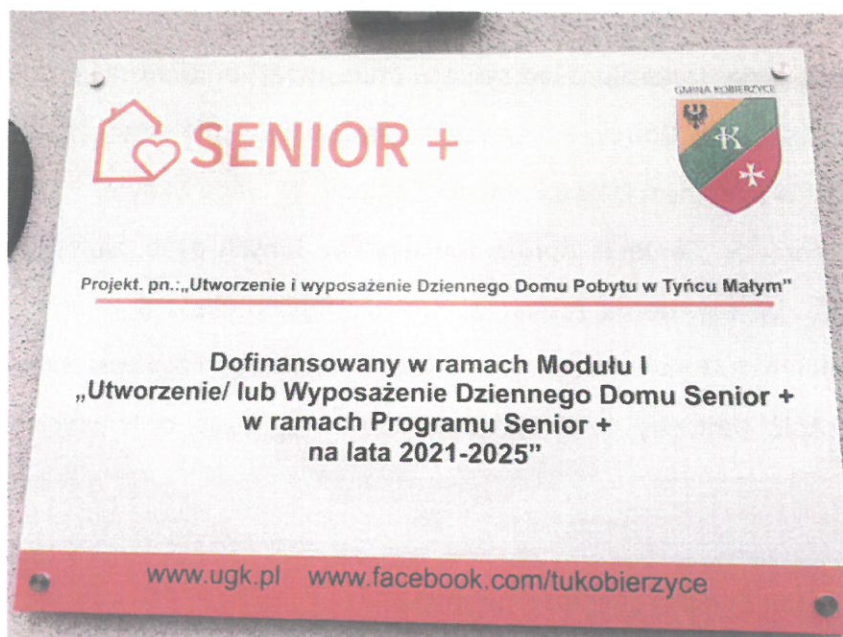 GMINA KOBIERZYCE
SENIOR +
K
Projekt. pn.:„Utworzenie i wyposażenie Dziennego Domu Pobytu w Tyńcu Małym"
Dofinansowany w ramach Modułu I
„Utworzenie/ lub Wyposażenie Dziennego Domu Senior +
w ramach Programu Senior +
na lata 2021-2025"
www.ugk.pl www.facebook.com/tukobierzyce